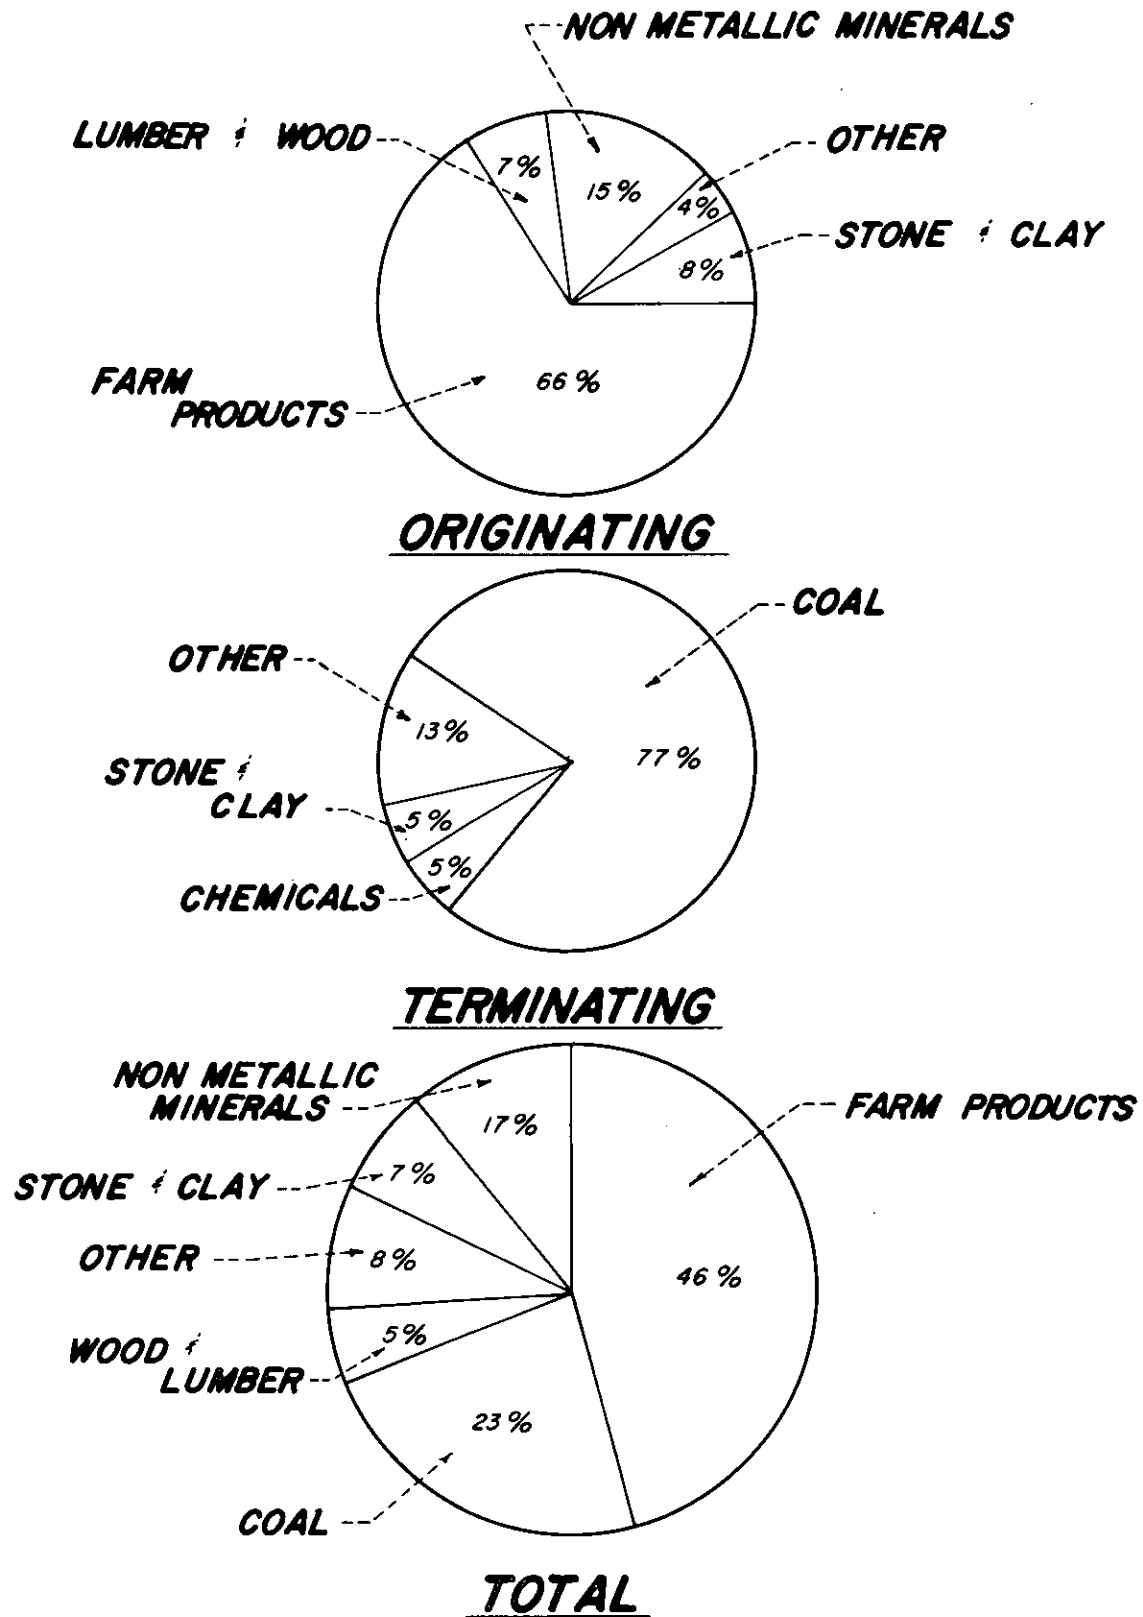 NON METALLIC MINERALS
LUMBER & WOOD
OTHER
7%
15%
4%
STONE & CLAY
8%
FARM
PRODUCTS
66%
ORIGINATING
COAL
OTHER
13%
77%
STONE &
CLAY
5%
5%
CHEMICALS
TERMINATING
NON METALLIC
MINERALS
17%
FARM PRODUCTS
STONE & CLAY
7%
OTHER
8%
46%
WOOD &
LUMBER
5%
23%
COAL
TOTAL